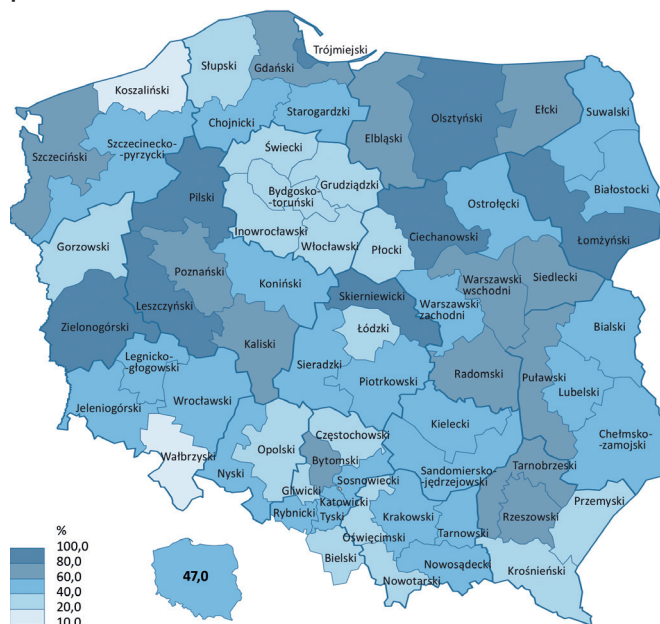 Trójmiejski
Słupski
Gdański
Koszaliński
Olsztyński
Ełcki
Suwalski
Chojnicki
Starogardzki
Elbląski
Szczeciński
Szczecinecko-
-pyrzycki
Świecki
Pilski
Bydgosko-
-toruński
Grudziądzki
Białostocki
Ostrołęcki
Inowrocławski
Włocławski
Płocki
Ciechanowski
Łomżyński
Gorzowski
Poznański
Koniński
Skierniewicki
Warszawski
wschodni
Siedlecki
Leszczyński
Warszawski
zachodni
Zielonogórski
Łódzki
Bialski
Kaliski
Legnicko-
-głogowski
Sieradzki
Piotrkowski
Radomski
Puławski
Lubelski
Jeleniogórski
Wrocławski
Kielecki
Chełmsko-
-zamojski
Wałbrzyski
Opolski
Częstochowski
Bytomski
Nyski
Gliwicki
Sosnowiecki
Sandomiersko-
-jędrzejowski
Tarnobrzeski
Katowicki
Rybnicki
Tyski
Krakowski
Tarnowski
Rzeszowski
Przemyski
Oświęcimski
Bielski
Nowosądecki
Krośnieński
Nowotarski
%
100,0
80,0
60,0
40,0
20,0
10,0
47,0